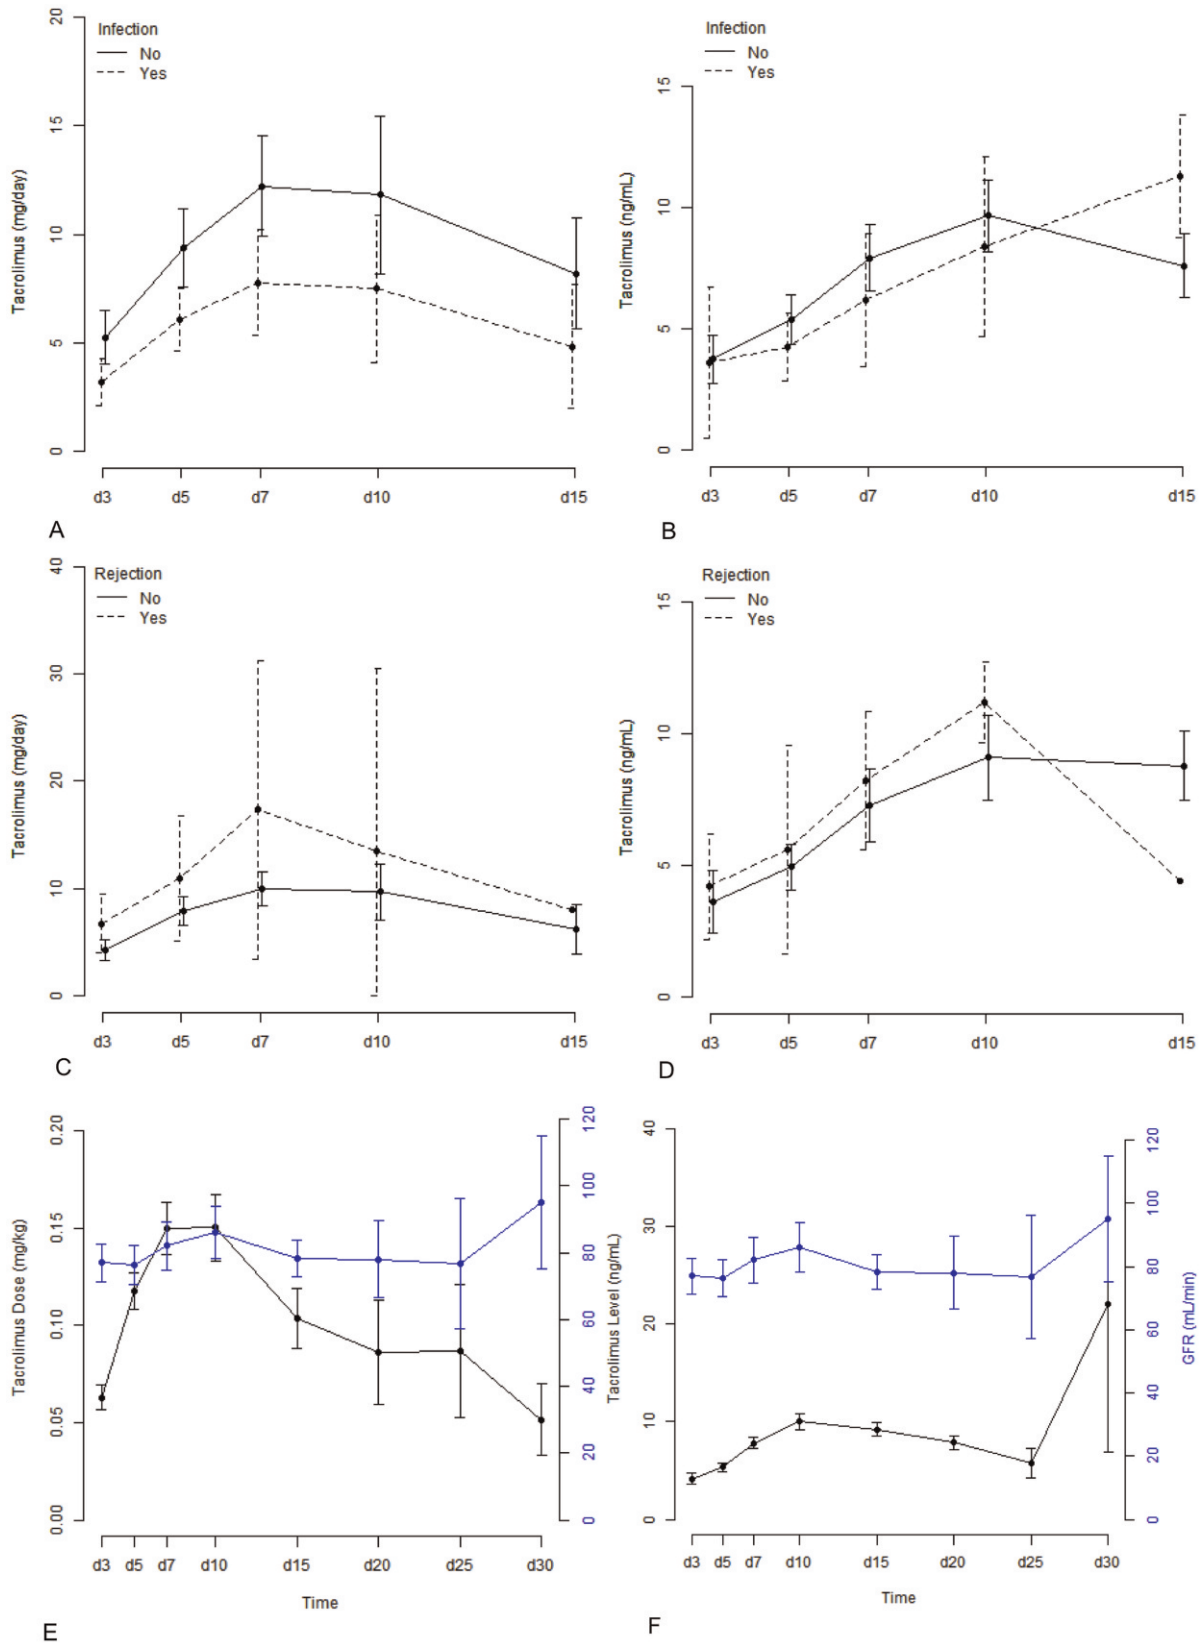 Infection
No
Yes
Tacrolimus (mg/day)
20
15
10
5
0
d3 d5 d7 d10 d15
A
Infection
No
Yes
Tacrolimus (ng/mL)
15
10
5
0
d3 d5 d7 d10 d15
B
Rejection
No
Yes
Tacrolimus (mg/day)
40
30
20
10
0
d3 d5 d7 d10 d15
C
Rejection
No
Yes
Tacrolimus (ng/mL)
15
10
5
0
d3 d5 d7 d10 d15
D
Tacrolimus Dose (mg/kg)
0.20
0.15
0.10
0.05
0.00
120
100
80
60
40
20
0
d3 d5 d7 d10 d15 d20 d25 d30
Time
E
Tacrolimus Level (ng/mL)
40
30
20
10
0
120
100
80
60
40
20
0
GFR (mL/min)
d3 d5 d7 d10 d15 d20 d25 d30
Time
F